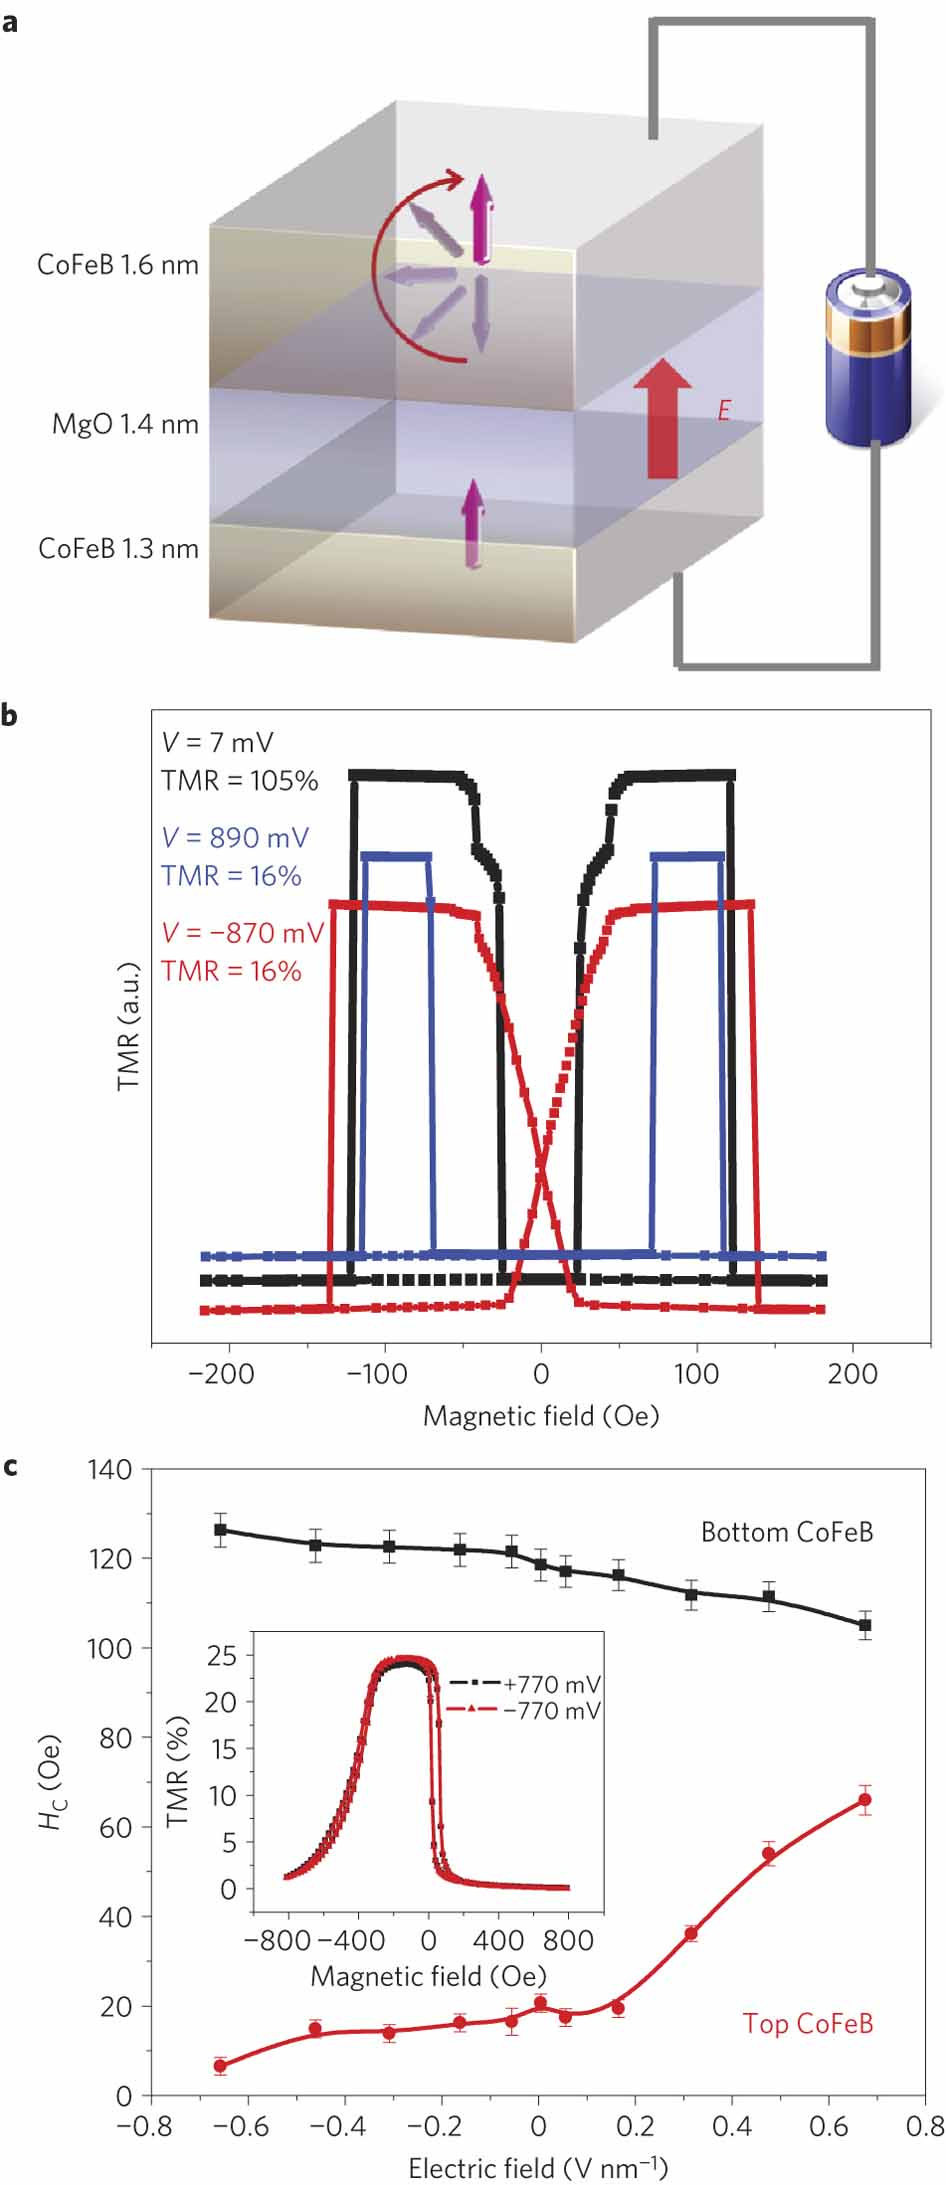 a
CoFeB 1.6 nm
MgO 1.4 nm
E
CoFeB 1.3 nm
b
V = 7 mV
TMR = 105%
V = 890 mV
TMR = 16%
V = −870 mV
TMR = 16%
TMR (a.u.)
−200 −100 0 100 200
Magnetic field (Oe)
c
140
120
100
80
60
40
20
0
HC (Oe)
Bottom CoFeB
25
20
15
10
5
0
TMR (%)
+770 mV
−770 mV
−800 −400 0 400 800
Magnetic field (Oe)
Top CoFeB
−0.8 −0.6 −0.4 −0.2 0 0.2 0.4 0.6 0.8
Electric field (V nm⁻¹)